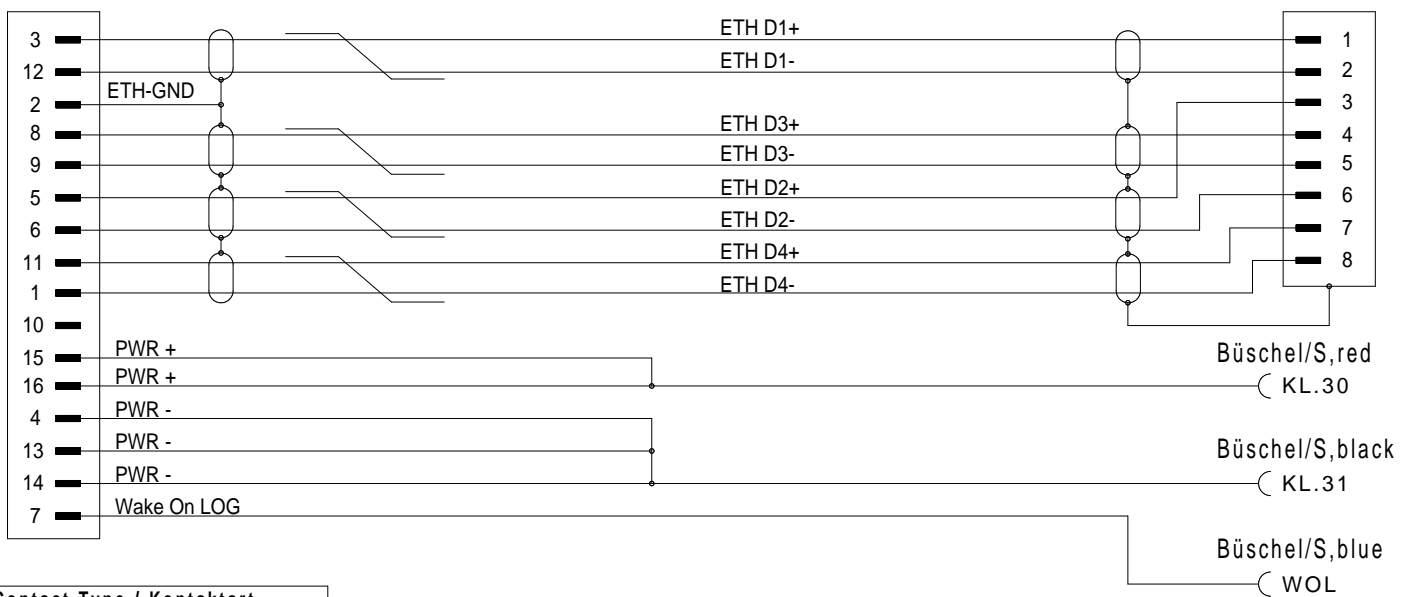 3 ETH D1+ 1
12 ETH D1- 2
2 ETH-GND 3
8 ETH D3+ 4
9 ETH D3- 5
5 ETH D2+ 6
6 ETH D2- 7
11 ETH D4+ 8
1 ETH D4-
10
15 PWR + Büschel/S,red
16 PWR + KL.30
4 PWR -
13 PWR - Büschel/S,black
14 PWR - KL.31
7 Wake On LOG
Büschel/S,blue
WOL
Contact Type / Kontaktart